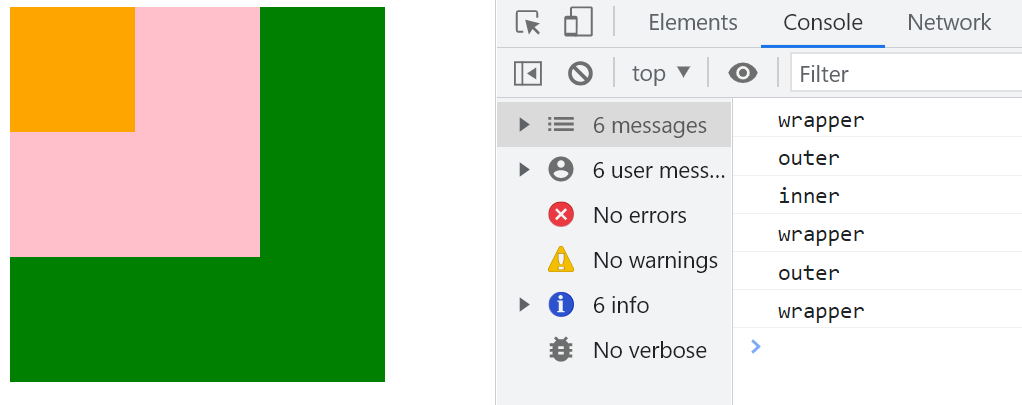 Elements Console Network
top Filter
6 messages
6 user mess...
No errors
No warnings
6 info
No verbose
wrapper
outer
inner
wrapper
outer
wrapper